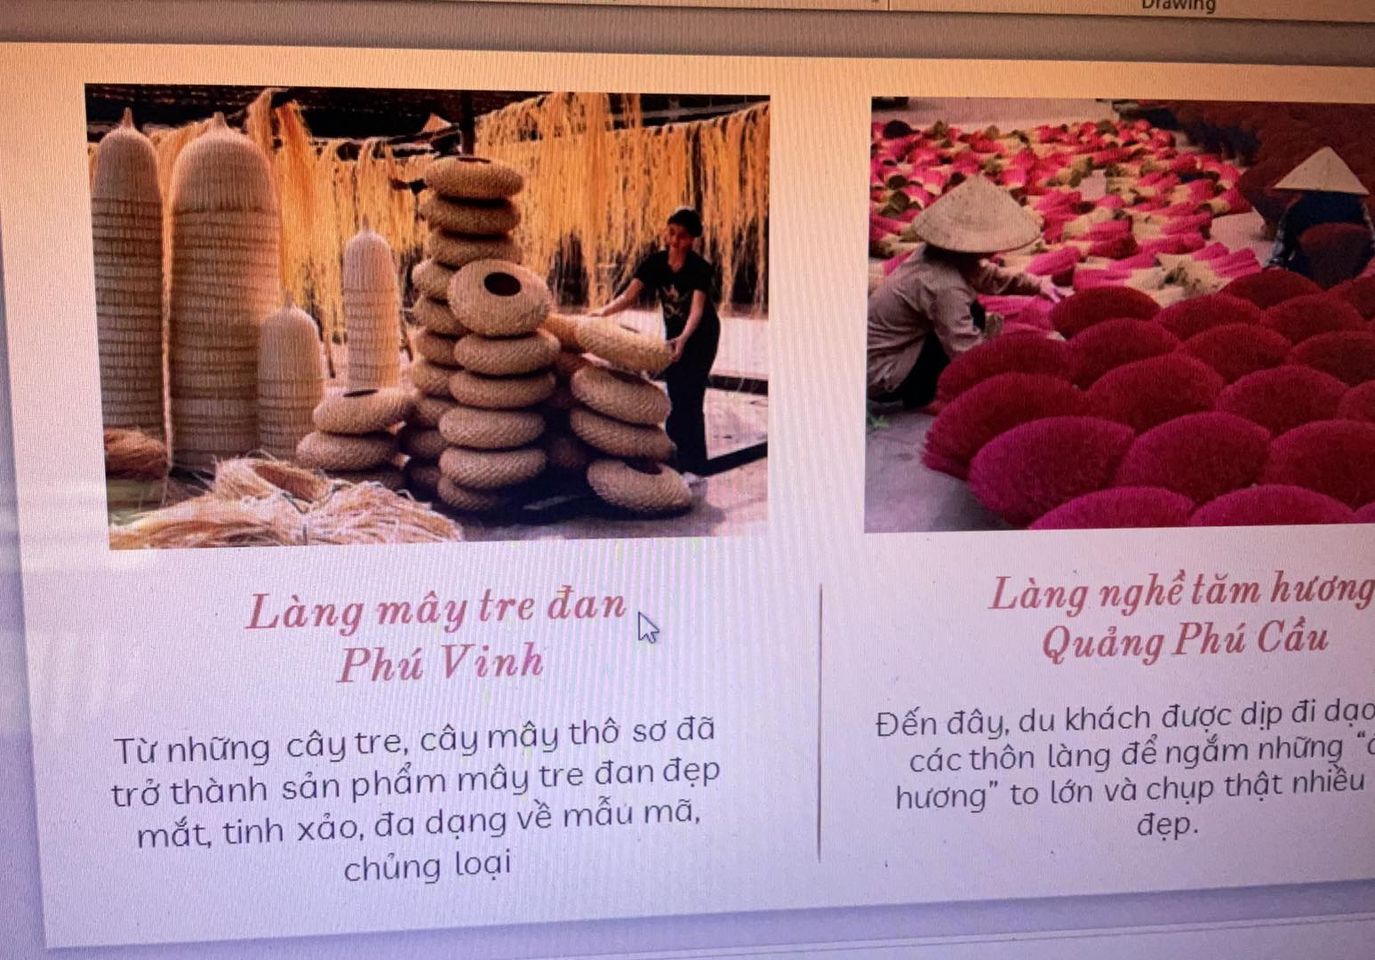 Drawing
Làng mây tre đan
Phú Vinh
Từ những cây tre, cây mây thô sơ đã
trở thành sản phẩm mây tre đan đẹp
mắt, tinh xảo, đa dạng về mẫu mã,
chủng loại
Làng nghề tăm hương
Quảng Phú Cầu
Đến đây, du khách được dịp đi dạo
các thôn làng để ngắm những
hương” to lớn và chụp thật nhiều
đẹp.